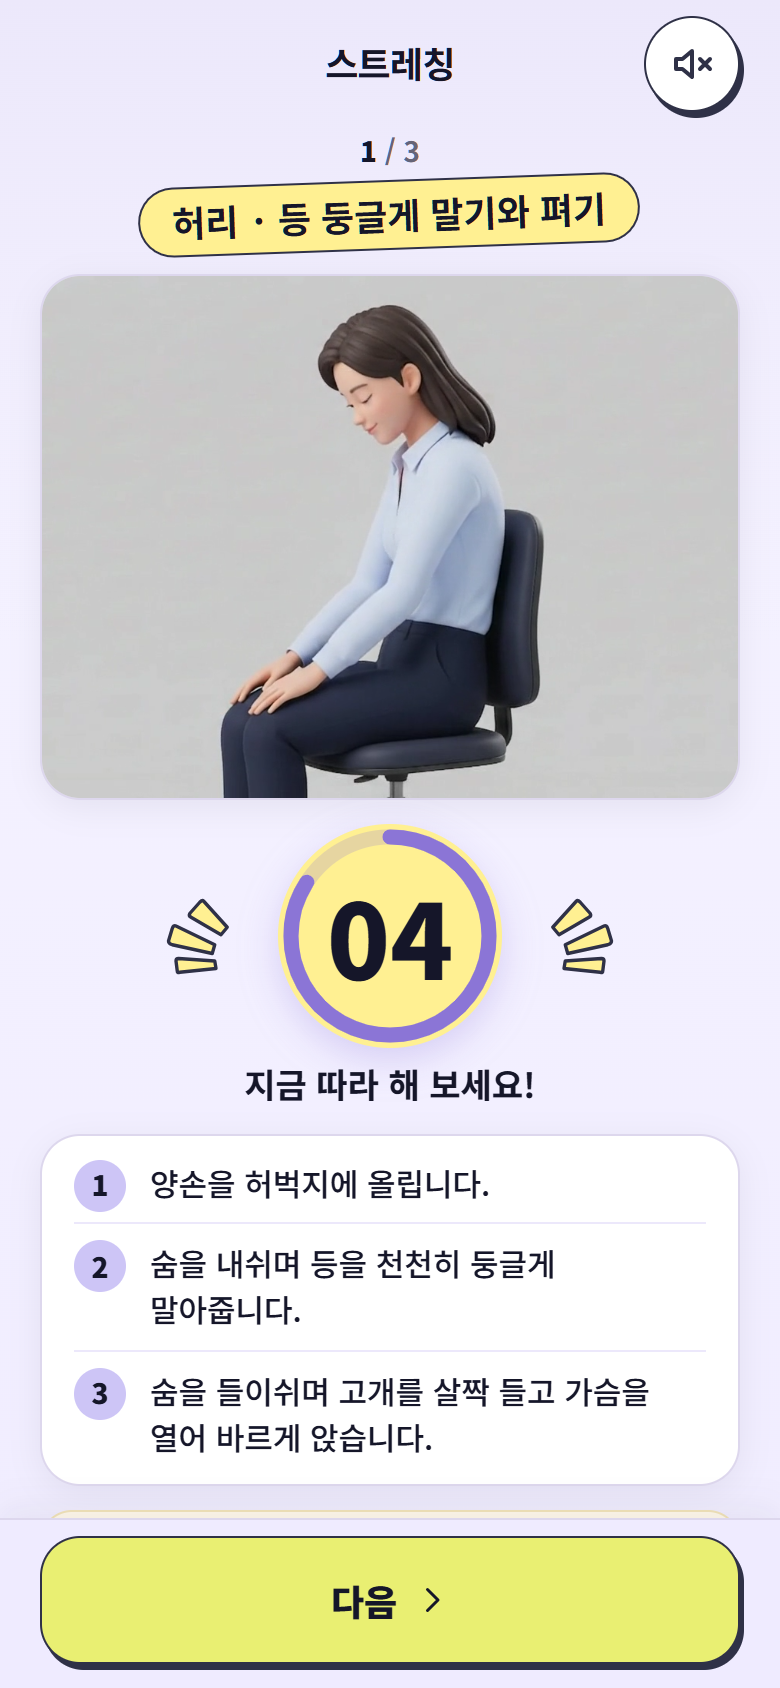 스트레칭
1 / 3
허리 · 등 둥글게 말기와 펴기
04
지금 따라 해 보세요!
1 양손을 허벅지에 올립니다.
2 숨을 내쉬며 등을 천천히 둥글게
말아줍니다.
3 숨을 들이쉬며 고개를 살짝 들고 가슴을
열어 바르게 앉습니다.
다음